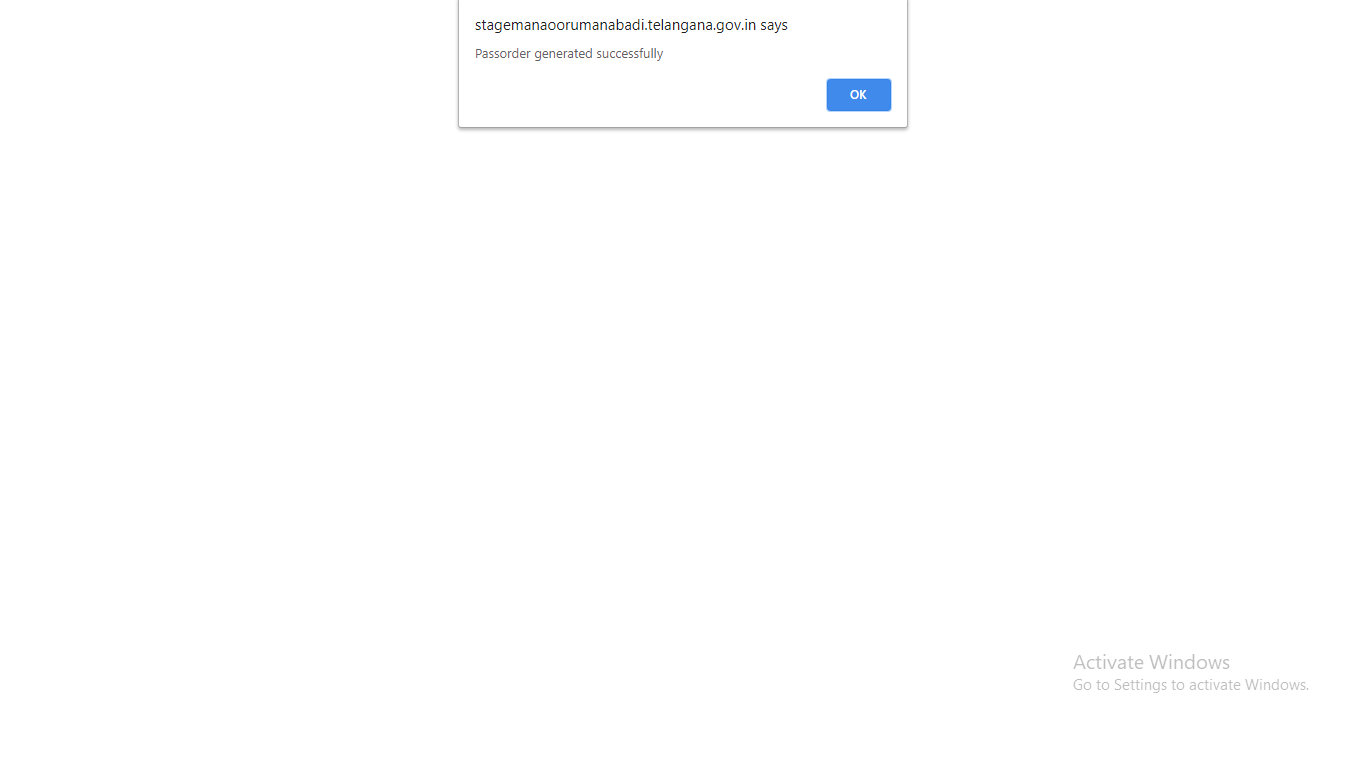 stagemanaoorumanabadi.telangana.gov.in says
Passorder generated successfully
OK
Activate Windows
Go to Settings to activate Windows.